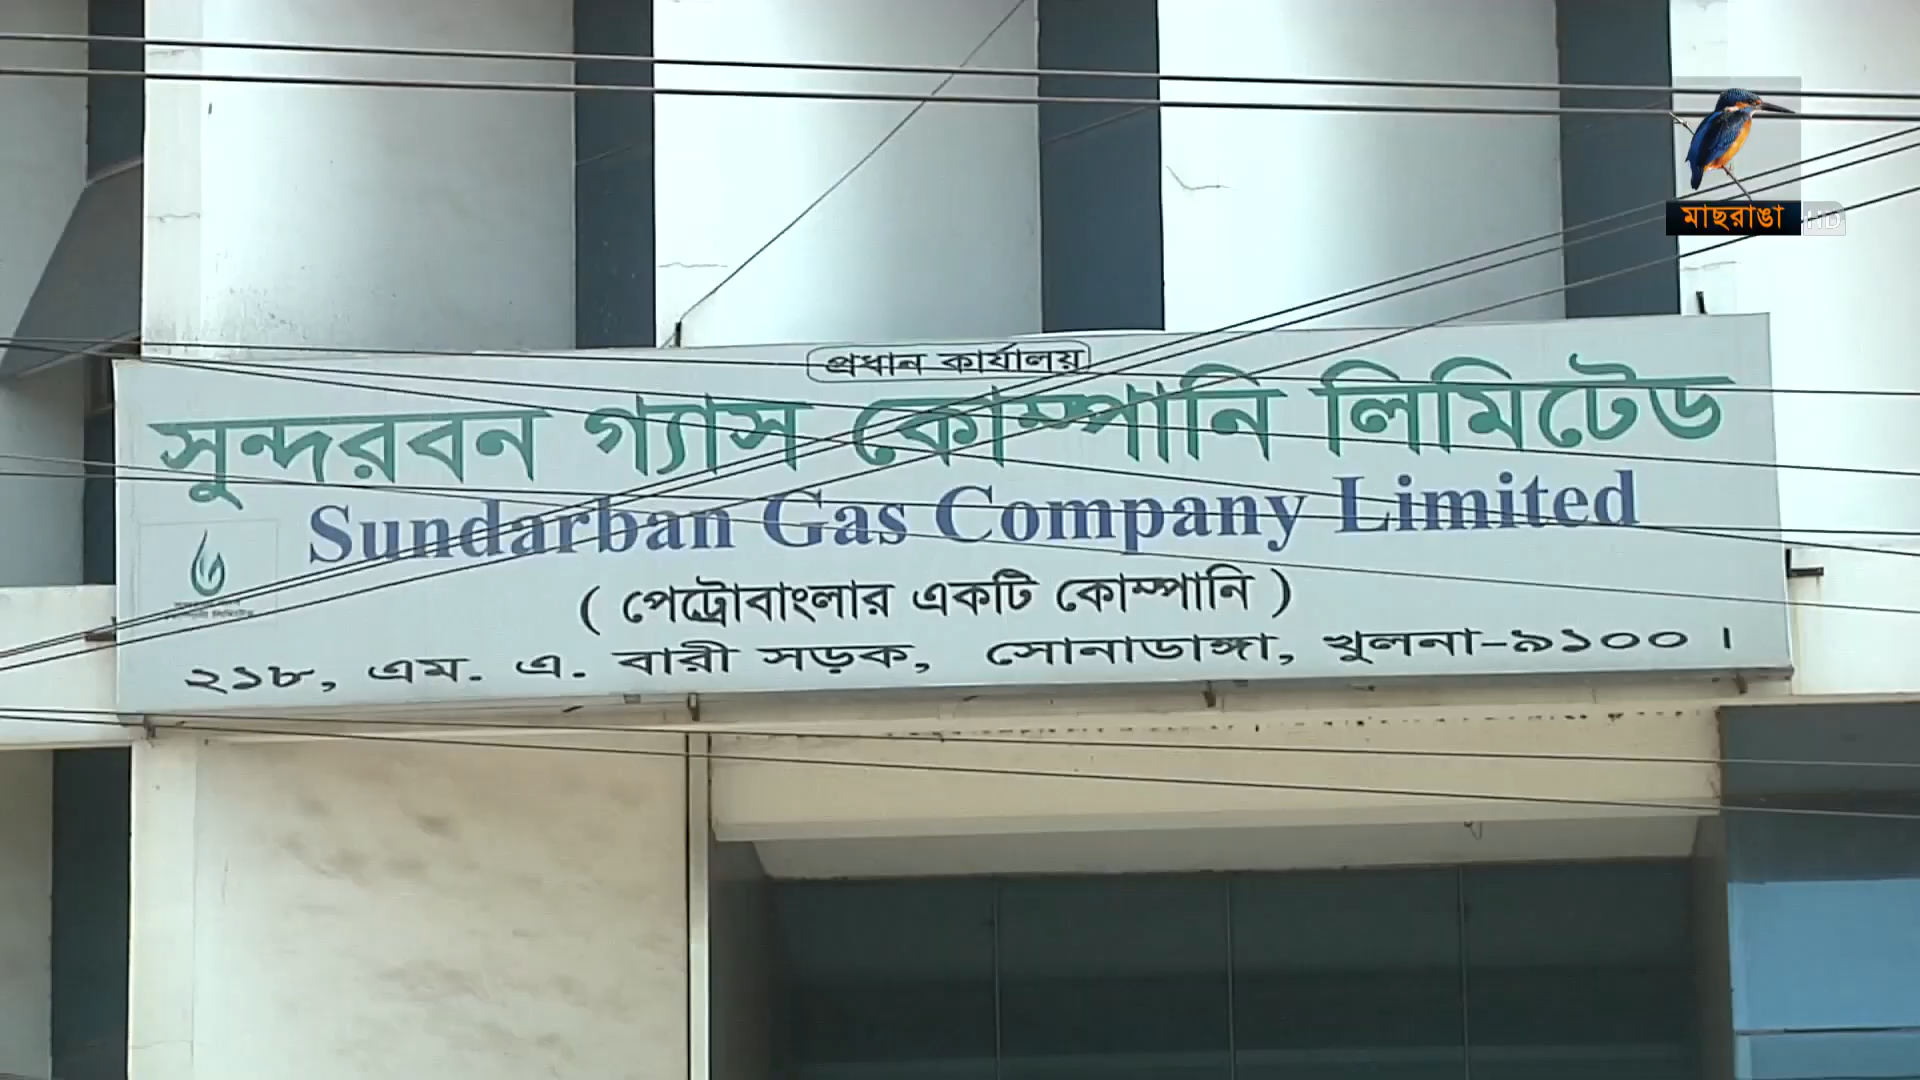 মাছরাঙা HD
প্রধান কার্যালয়
সুন্দরবন গ্যাস কোম্পানি লিমিটেড
Sundarban Gas Company Limited
( পেট্রোবাংলার একটি কোম্পানি )
২১৮, এম. এ. বারী সড়ক, সোনাডাঙ্গা, খুলনা-৯১০০ ।